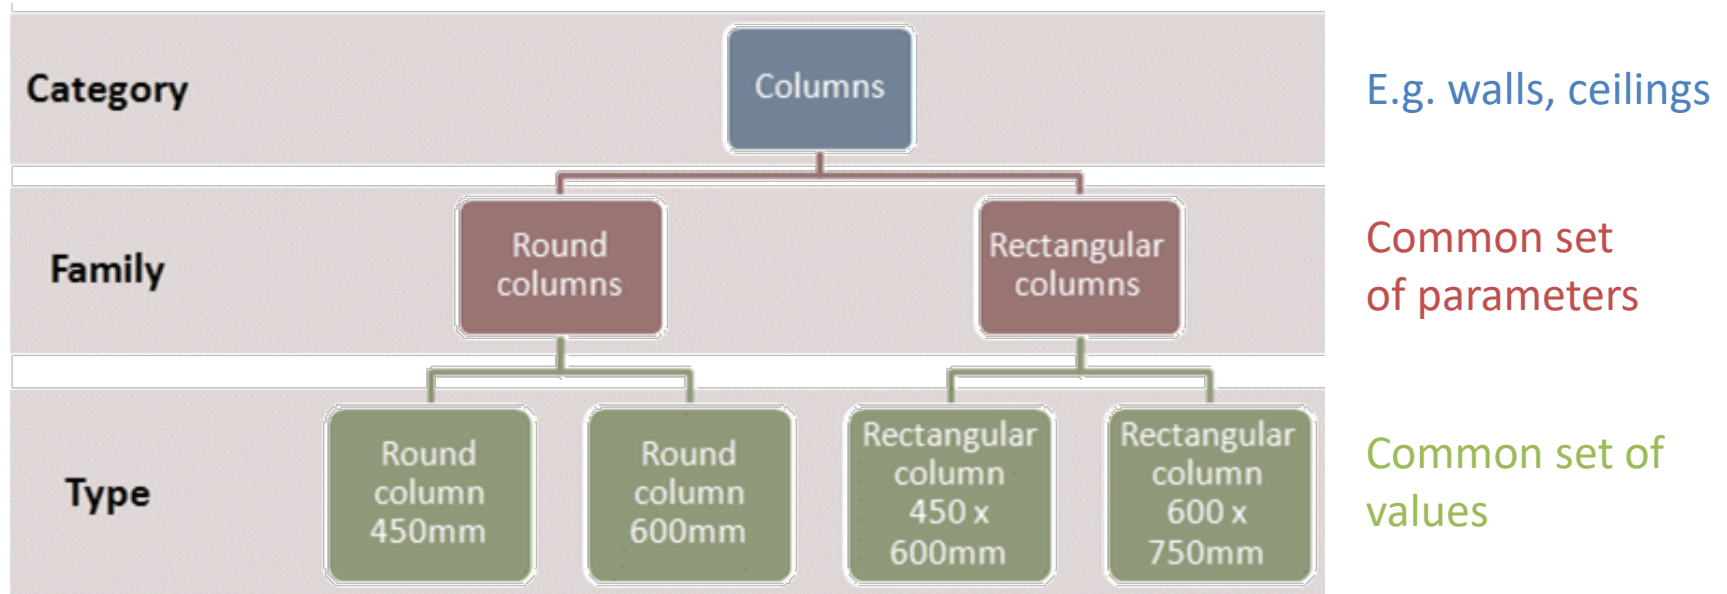 Category
Columns
E.g. walls, ceilings
Family
Round
columns
Rectangular
columns
Common set
of parameters
Type
Round
column
450mm
Round
column
600mm
Rectangular
column
450 x
600mm
Rectangular
column
600 x
750mm
Common set of
values